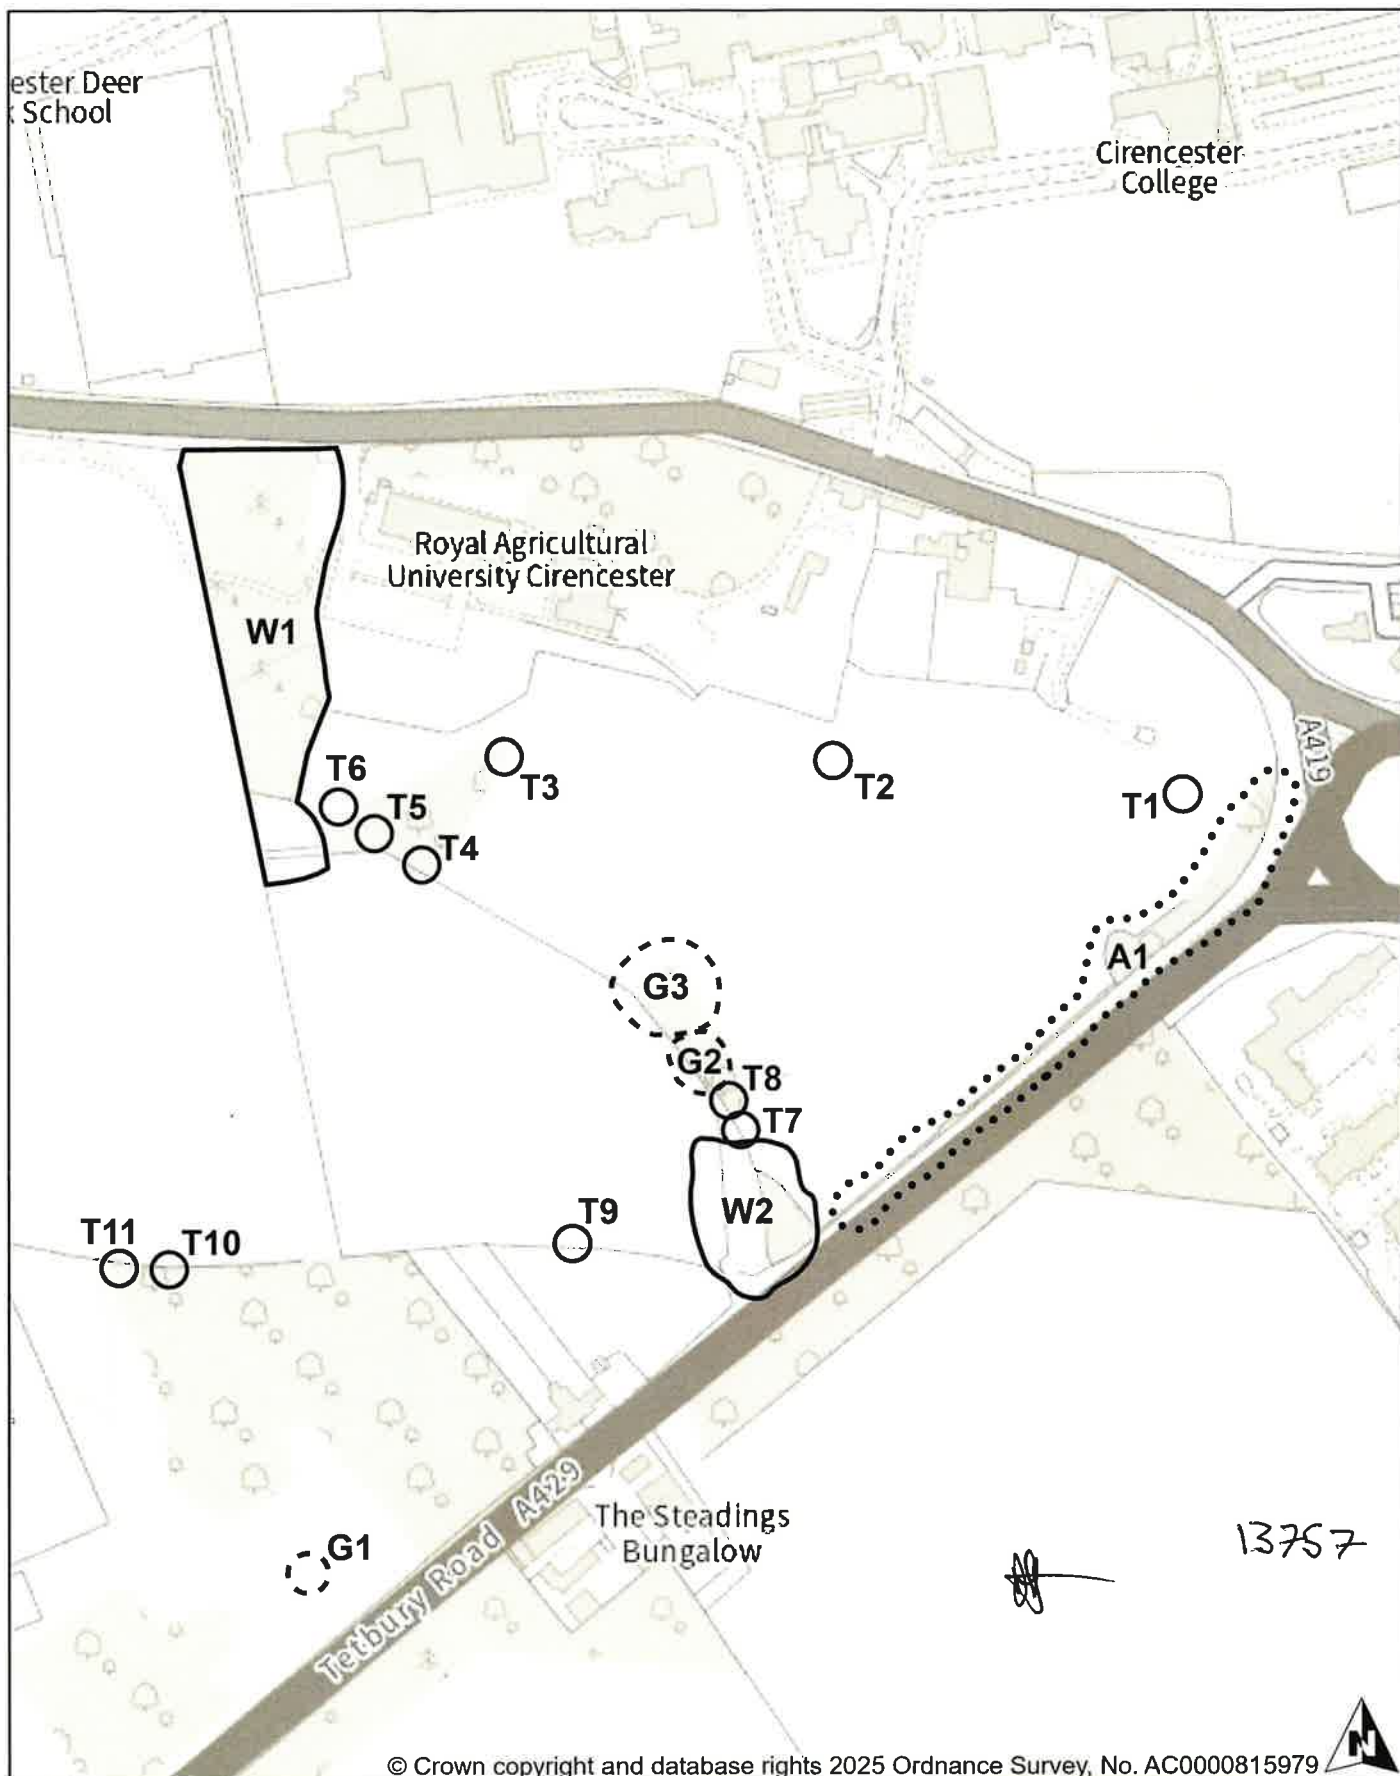 ester Deer
School
Cirencester
College
Royal Agricultural
University Cirencester
W1
A419
T6
T3
T2
T1
T5
T4
A1
G3
G2
T8
T7
W2
T9
T11
T10
Tetbury Road A429
The Steadings
Bungalow
G1
13757
© Crown copyright and database rights 2025 Ordnance Survey, No. AC0000815979
N